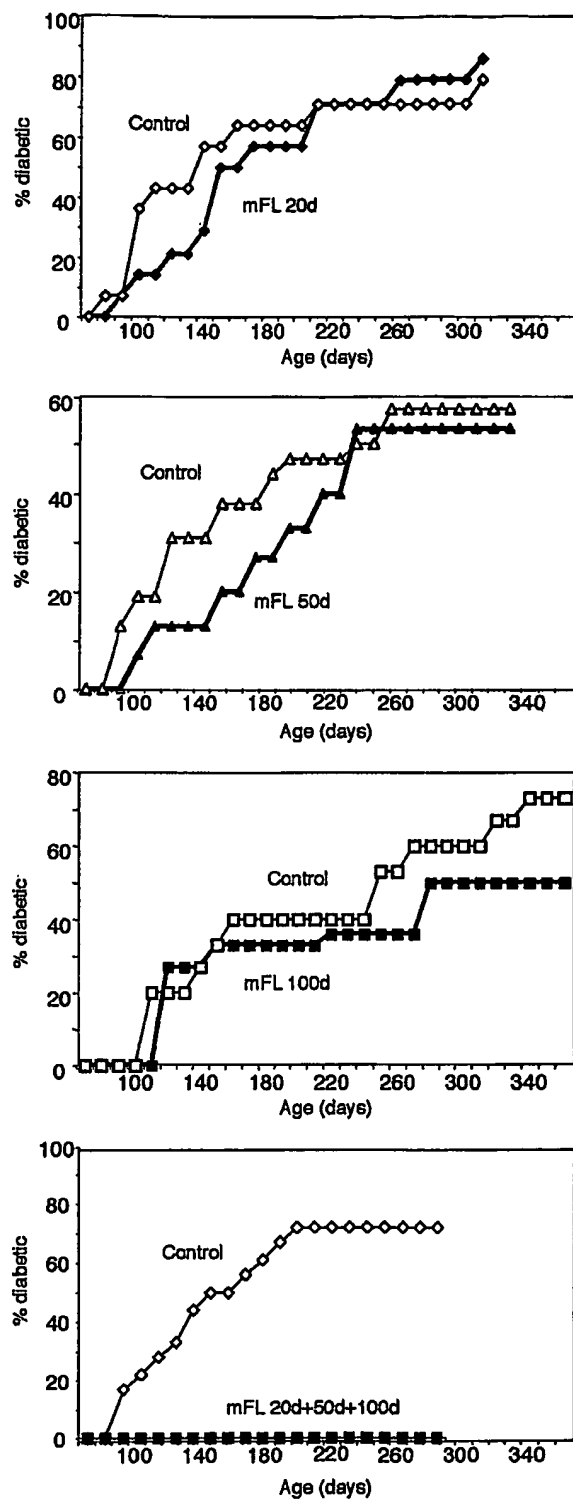 100
80
60
40
20
0
% diabetic
Control
mFL 20d
100 140 180 220 260 300 340
Age (days)
60
40
20
0
% diabetic
Control
mFL 50d
100 140 180 220 260 300 340
Age (days)
80
60
40
20
0
% diabetic
Control
mFL 100d
100 140 180 220 260 300 340
Age (days)
100
80
60
40
20
0
% diabetic
Control
mFL 20d+50d+100d
100 140 180 220 260 300 340
Age (days)